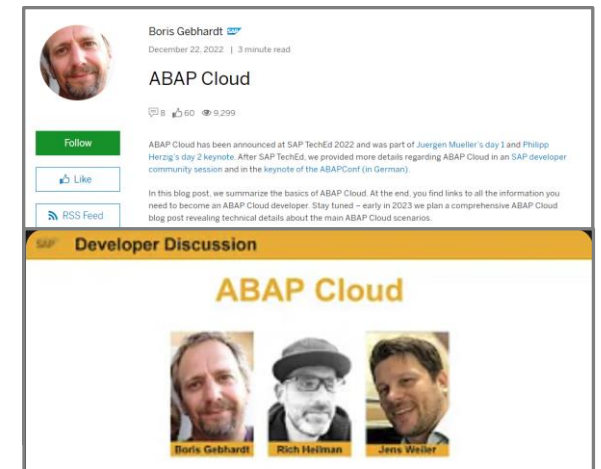 Boris Gebhardt SAP
December 22, 2022 | 3 minute read
ABAP Cloud
8 60 9,299
Follow
Like
RSS Feed
ABAP Cloud has been announced at SAP TechEd 2022 and was part of Juergen Mueller's day 1 and Philipp
Herzig's day 2 keynote. After SAP TechEd, we provided more details regarding ABAP Cloud in an SAP developer
community session and in the keynote of the ABAPConf (in German).
In this blog post, we summarize the basics of ABAP Cloud. At the end, you find links to all the information you
need to become an ABAP Cloud developer. Stay tuned – early in 2023 we plan a comprehensive ABAP Cloud
blog post revealing technical details about the main ABAP Cloud scenarios.
SAP Developer Discussion
ABAP Cloud
Boris Gebhardt Rich Heilman Jens Weiler